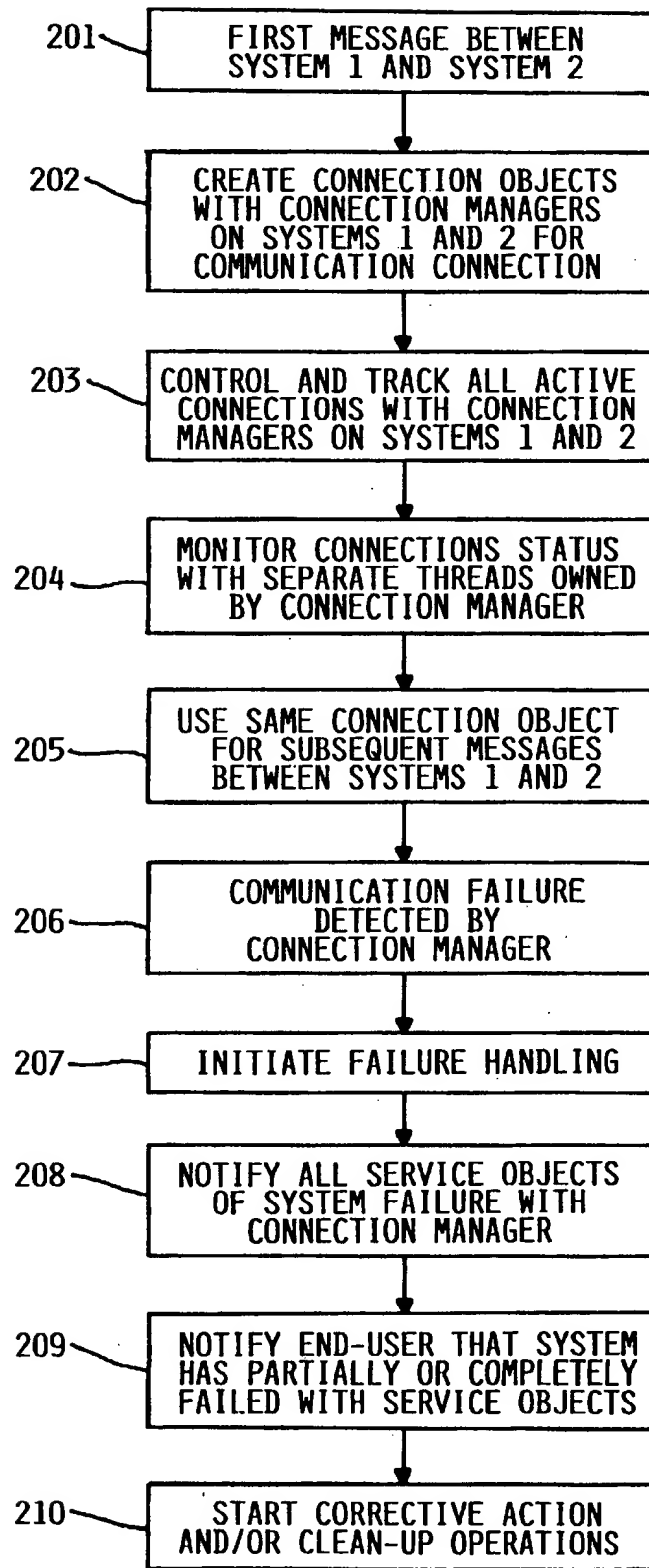 201
FIRST MESSAGE BETWEEN
SYSTEM 1 AND SYSTEM 2
202
CREATE CONNECTION OBJECTS
WITH CONNECTION MANAGERS
ON SYSTEMS 1 AND 2 FOR
COMMUNICATION CONNECTION
203
CONTROL AND TRACK ALL ACTIVE
CONNECTIONS WITH CONNECTION
MANAGERS ON SYSTEMS 1 AND 2
204
MONITOR CONNECTIONS STATUS
WITH SEPARATE THREADS OWNED
BY CONNECTION MANAGER
205
USE SAME CONNECTION OBJECT
FOR SUBSEQUENT MESSAGES
BETWEEN SYSTEMS 1 AND 2
206
COMMUNICATION FAILURE
DETECTED BY
CONNECTION MANAGER
207
INITIATE FAILURE HANDLING
208
NOTIFY ALL SERVICE OBJECTS
OF SYSTEM FAILURE WITH
CONNECTION MANAGER
209
NOTIFY END-USER THAT SYSTEM
HAS PARTIALLY OR COMPLETELY
FAILED WITH SERVICE OBJECTS
210
START CORRECTIVE ACTION
AND/OR CLEAN-UP OPERATIONS